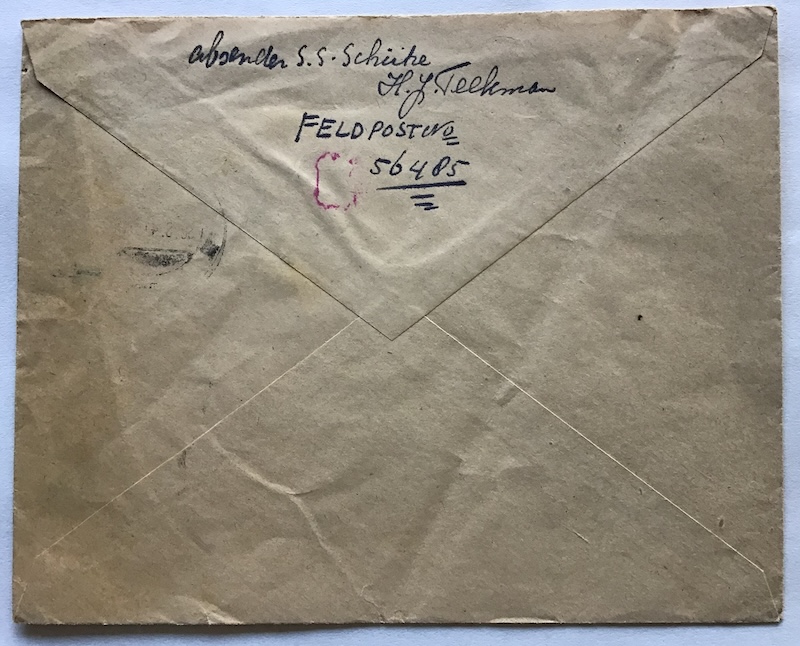 absender S.S. Schütze
H. J. Teekman
FELDPOST No
56485